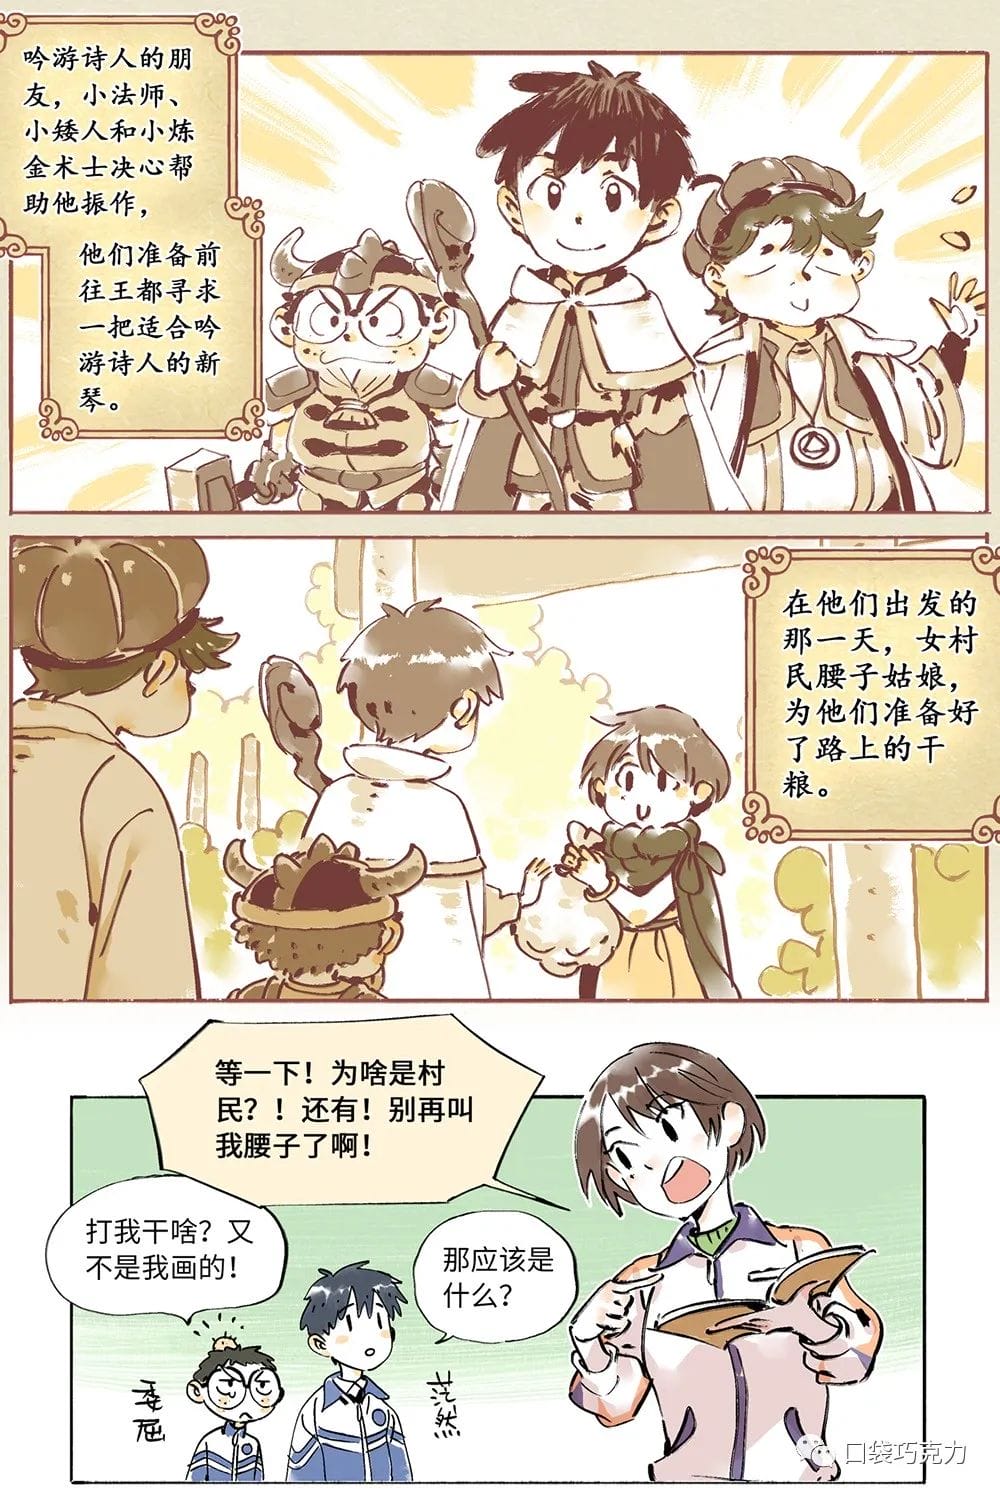 吟游诗人的朋
友，小法师、
小矮人和小炼
金术士决心帮
助他振作，
他们准备前
往王都寻求
一把适合吟
游诗人的新
琴。
在他们出发的
那一天，女村
民腰子姑娘，
为他们准备好
了路上的干
粮。
等一下！为啥是村
民？！还有！别再叫
我腰子了啊！
打我干啥？又
不是我画的！
那应该是
什么？
委屈
茫然
口袋巧克力